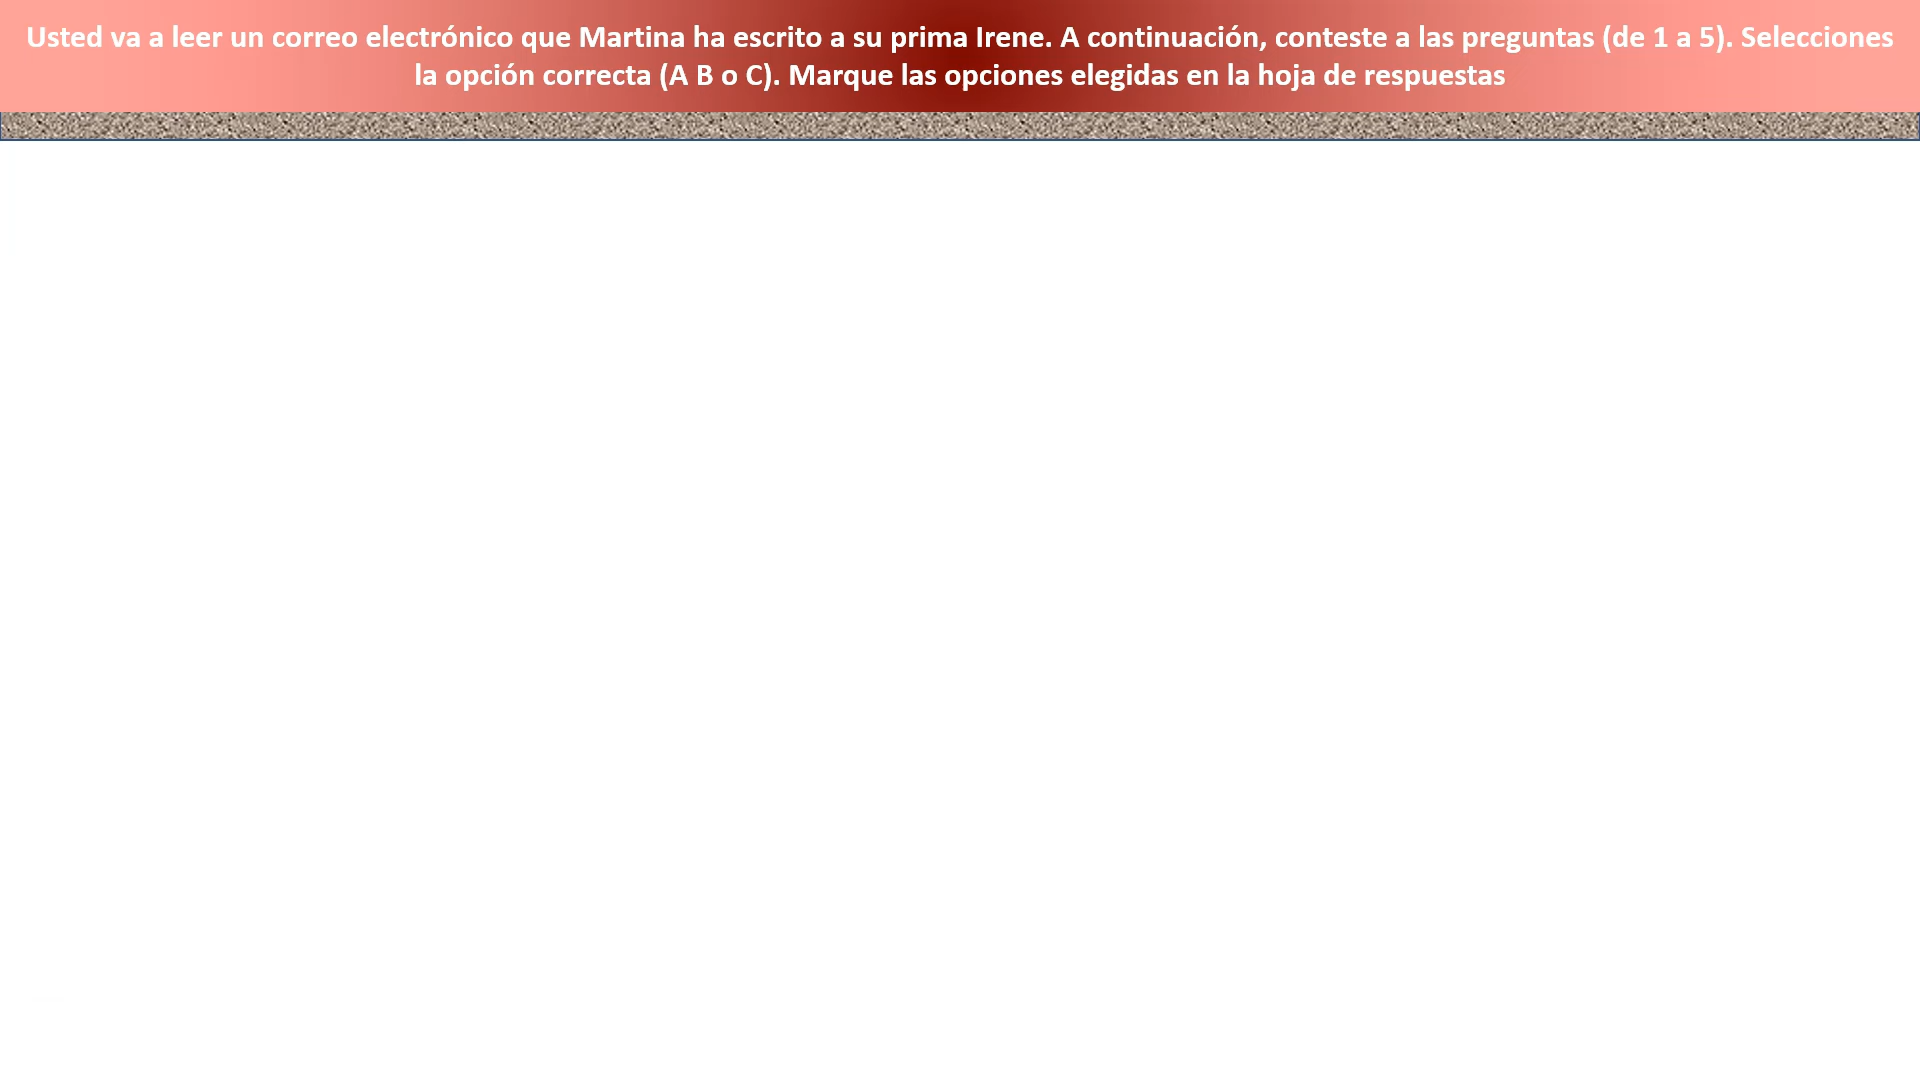 Usted va a leer un correo electrónico que Martina ha escrito a su prima Irene. A continuación, conteste a las preguntas (de 1 a 5). Selecciones
la opción correcta (A B o C). Marque las opciones elegidas en la hoja de respuestas